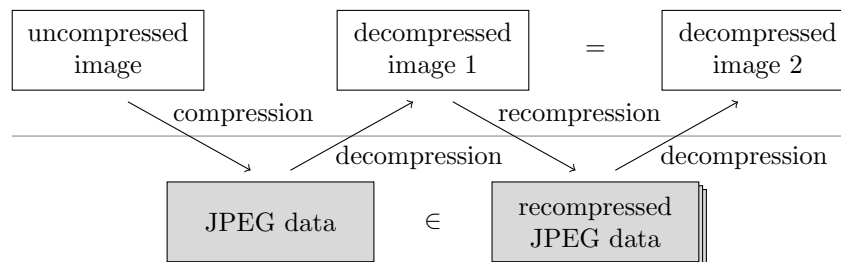 uncompressed
image
decompressed
image 1
=
decompressed
image 2
compression
recompression
decompression
decompression
JPEG data
∈
recompressed
JPEG data